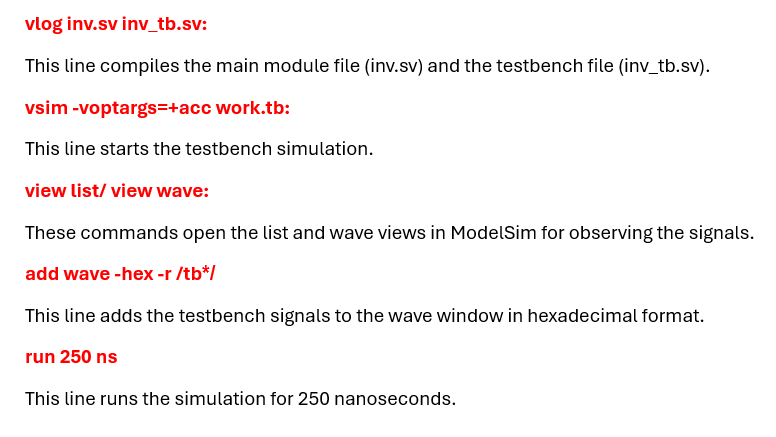 vlog inv.sv inv_tb.sv:
This line compiles the main module file (inv.sv) and the testbench file (inv_tb.sv).
vsim -voptargs=+acc work.tb:
This line starts the testbench simulation.
view list/ view wave:
These commands open the list and wave views in ModelSim for observing the signals.
add wave -hex -r /tb*/
This line adds the testbench signals to the wave window in hexadecimal format.
run 250 ns
This line runs the simulation for 250 nanoseconds.